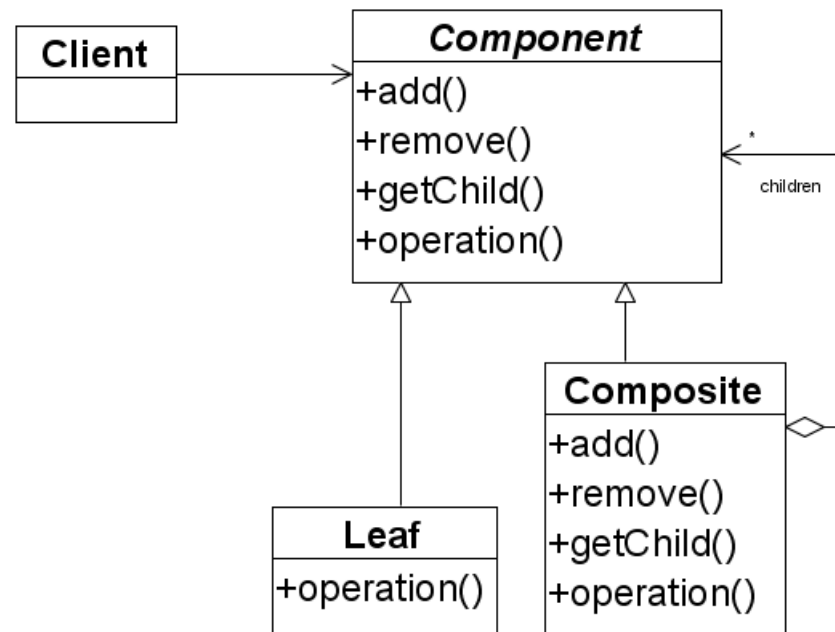 Client
Component
+add()
+remove()
+getChild()
+operation()
*
children
Leaf
+operation()
Composite
+add()
+remove()
+getChild()
+operation()